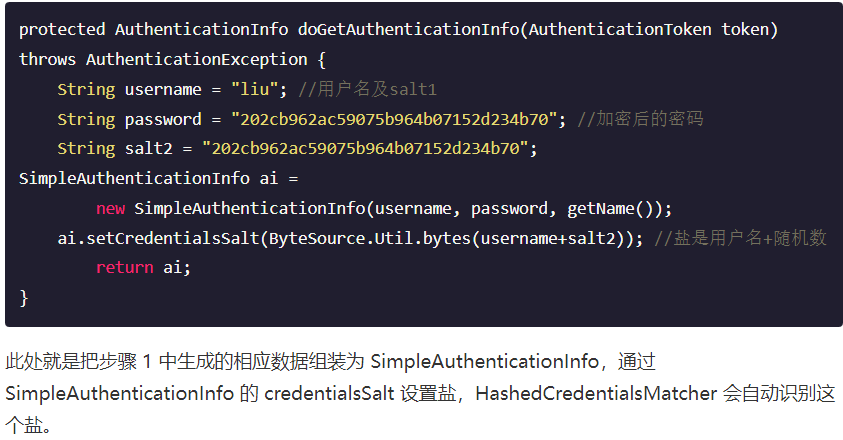 protected AuthenticationInfo doGetAuthenticationInfo(AuthenticationToken token)
throws AuthenticationException {
    String username = "liu"; //用户名及salt1
    String password = "202cb962ac59075b964b07152d234b70"; //加密后的密码
    String salt2 = "202cb962ac59075b964b07152d234b70";
SimpleAuthenticationInfo ai =
        new SimpleAuthenticationInfo(username, password, getName());
    ai.setCredentialsSalt(ByteSource.Util.bytes(username+salt2)); //盐是用户名+随机数
        return ai;
}
此处就是把步骤 1 中生成的相应数据组装为 SimpleAuthenticationInfo，通过
SimpleAuthenticationInfo 的 credentialsSalt 设置盐，HashedCredentialsMatcher 会自动识别这
个盐。